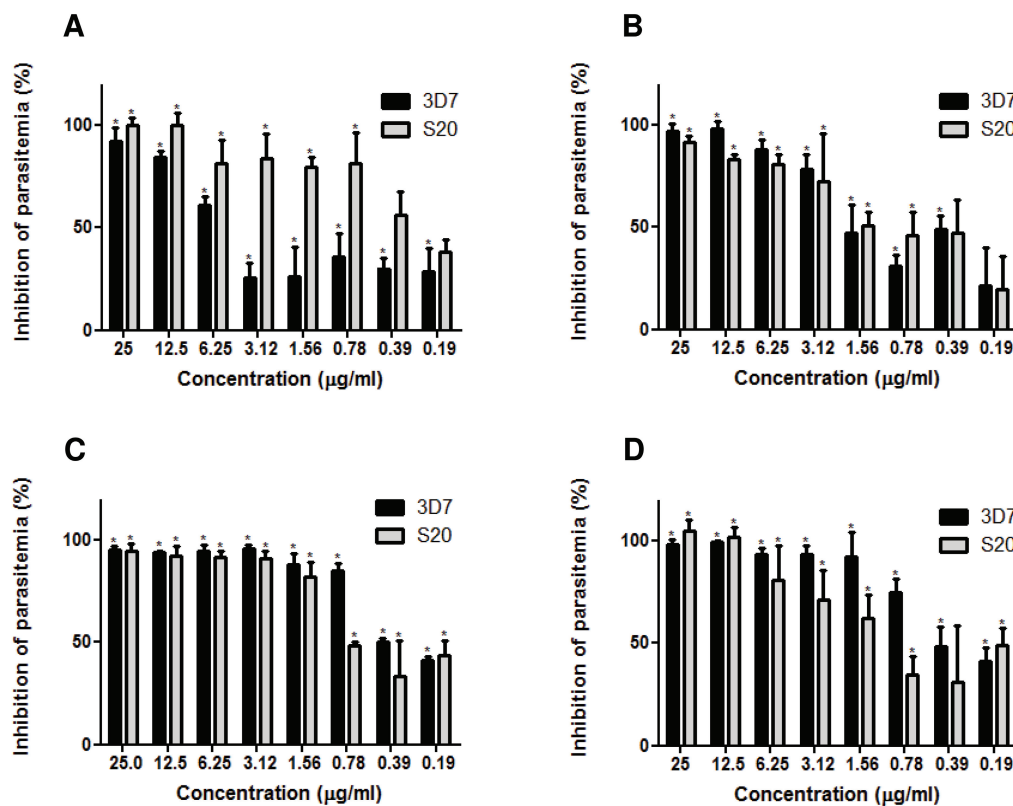 A
Inhibition of parasitemia (%)
100
50
0
* * * * * * * * * * * * * *
3D7
S20
25 12.5 6.25 3.12 1.56 0.78 0.39 0.19
Concentration (μg/ml)
B
Inhibition of parasitemia (%)
100
50
0
* * * * * * * * * * * * *
3D7
S20
25 12.5 6.25 3.12 1.56 0.78 0.39 0.19
Concentration (μg/ml)
C
Inhibition of parasitemia (%)
100
50
0
* * * * * * * * * * * * * * * *
3D7
S20
25.0 12.5 6.25 3.12 1.56 0.78 0.39 0.19
Concentration (μg/ml)
D
Inhibition of parasitemia (%)
100
50
0
* * * * * * * * * * * * * * *
3D7
S20
25 12.5 6.25 3.12 1.56 0.78 0.39 0.19
Concentration (μg/ml)